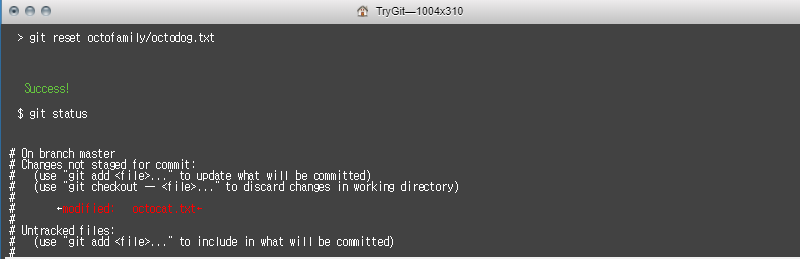 TryGit—1004x310
> git reset octofamily/octodog.txt
Success!
$ git status
# On branch master
# Changes not staged for commit:
#   (use "git add <file>..." to update what will be committed)
#   (use "git checkout — <file>..." to discard changes in working directory)
#
#       ←modified:   octocat.txt←
#
# Untracked files:
#   (use "git add <file>..." to include in what will be committed)
#